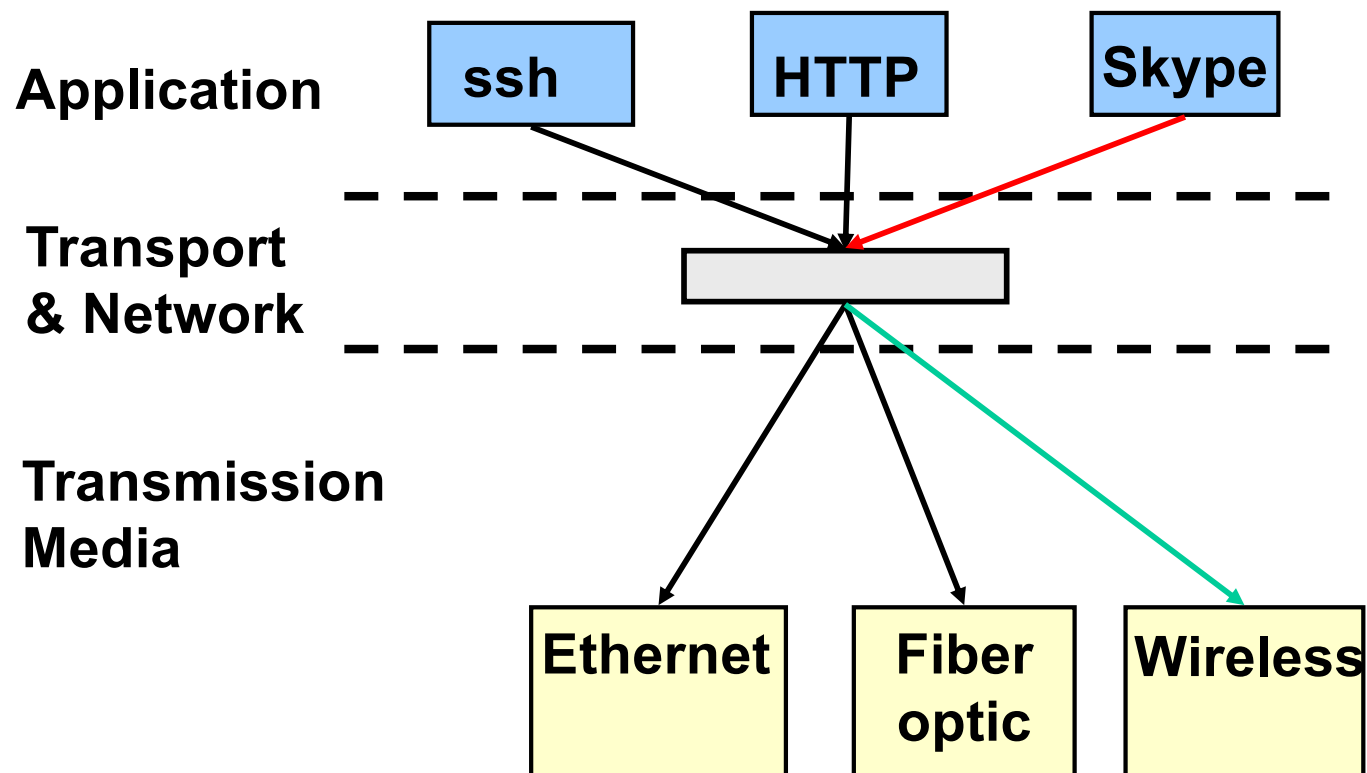 Application
ssh
HTTP
Skype
Transport
& Network
Transmission
Media
Ethernet
Fiber
optic
Wireless